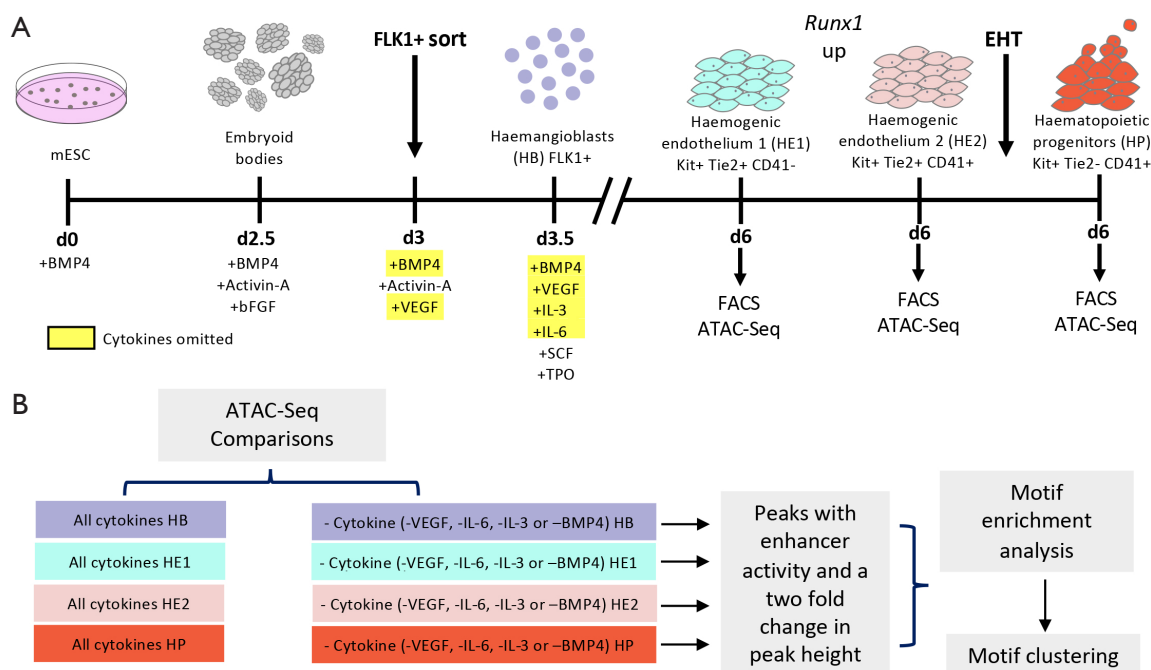 A
mESC
Embryoid
bodies
FLK1+ sort
Haemangioblasts
(HB) FLK1+
Haemogenic
endothelium 1 (HE1)
Kit+ Tie2+ CD41-
Runx1
up
Haemogenic
endothelium 2 (HE2)
Kit+ Tie2+ CD41+
EHT
Haematopoietic
progenitors (HP)
Kit+ Tie2- CD41+
d0
+BMP4
d2.5
+BMP4
+Activin-A
+bFGF
d3
+BMP4
+Activin-A
+VEGF
d3.5
+BMP4
+VEGF
+IL-3
+IL-6
+SCF
+TPO
d6
FACS
ATAC-Seq
d6
FACS
ATAC-Seq
d6
FACS
ATAC-Seq
Cytokines omitted
B
ATAC-Seq
Comparisons
All cytokines HB
- Cytokine (-VEGF, -IL-6, -IL-3 or –BMP4) HB
All cytokines HE1
- Cytokine (-VEGF, -IL-6, -IL-3 or –BMP4) HE1
All cytokines HE2
- Cytokine (-VEGF, -IL-6, -IL-3 or –BMP4) HE2
All cytokines HP
- Cytokine (-VEGF, -IL-6, -IL-3 or –BMP4) HP
Peaks with
enhancer
activity and a
two fold
change in
peak height
Motif
enrichment
analysis
Motif clustering